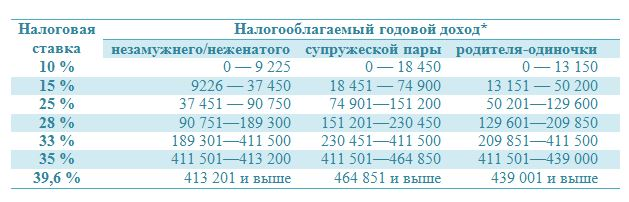 Налоговая ставка Налогооблагаемый годовой доход*
незамужнего/неженатого супружеской пары родителя-одиночки
10 % 0 — 9 225 0 — 18 450 0 — 13 150
15 % 9226 — 37 450 18 451 — 74 900 13 151 — 50 200
25 % 37 451 — 90 750 74 901—151 200 50 201—129 600
28 % 90 751—189 300 151 201—230 450 129 601—209 850
33 % 189 301—411 500 230 451—411 500 209 851—411 500
35 % 411 501—413 200 411 501—464 850 411 501—439 000
39,6 % 413 201 и выше 464 851 и выше 439 001 и выше